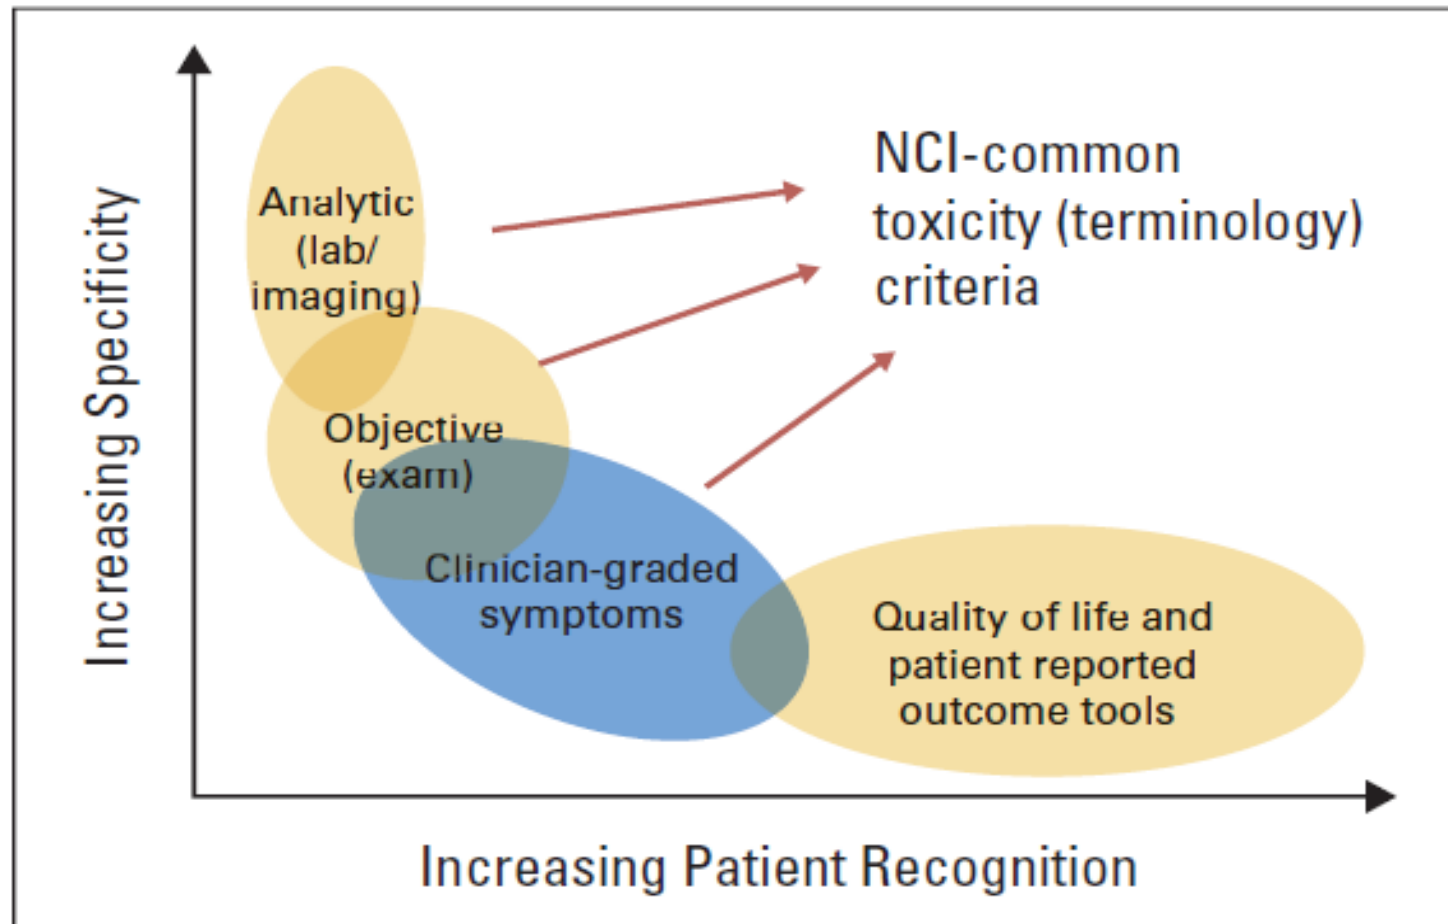 Increasing Specificity
Analytic
(lab/
imaging)
NCI-common
toxicity (terminology)
criteria
Objective
(exam)
Clinician-graded
symptoms
Quality of life and
patient reported
outcome tools
Increasing Patient Recognition